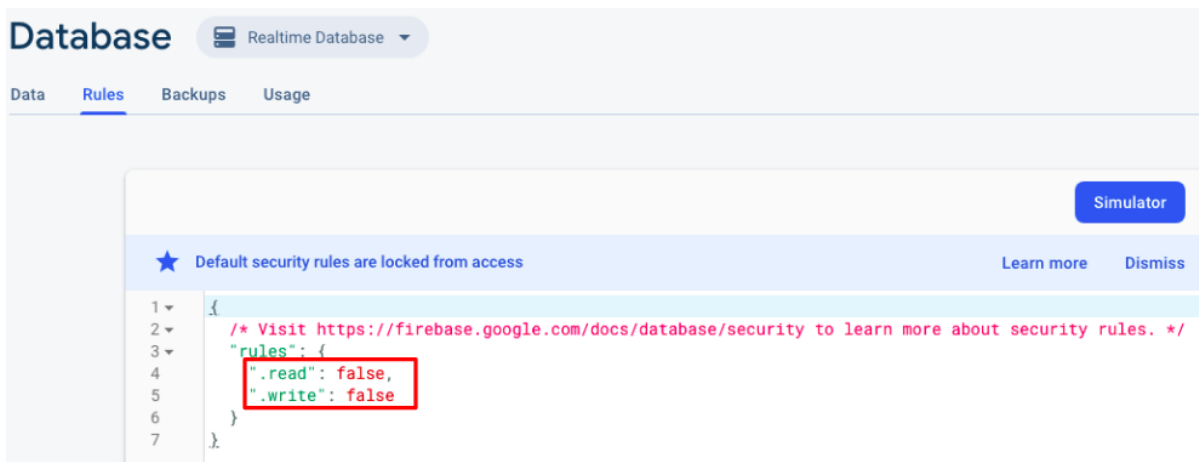 Database Realtime Database
Data Rules Backups Usage
Simulator
Default security rules are locked from access Learn more Dismiss
1 {
2 /* Visit https://firebase.google.com/docs/database/security to learn more about security rules. */
3 "rules": {
4 ".read": false,
5 ".write": false
6 }
7 }